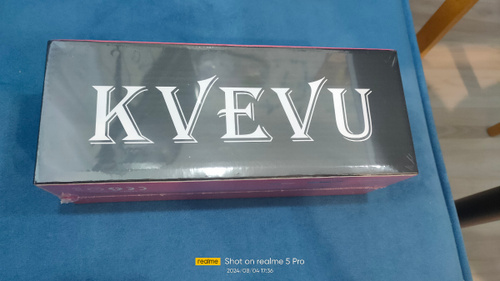 KVEVU
realme Shot on realme 5 Pro
2024/08/04 17:36